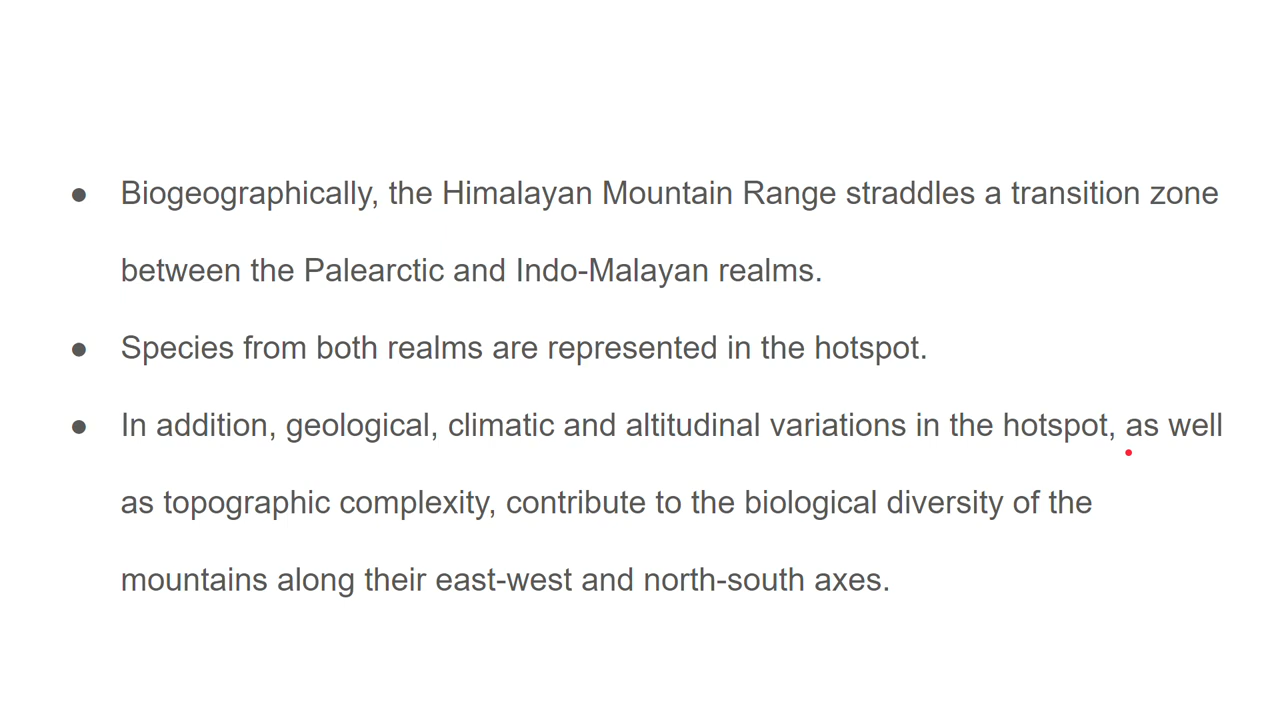 ● Biogeographically, the Himalayan Mountain Range straddles a transition zone
between the Palearctic and Indo-Malayan realms.
● Species from both realms are represented in the hotspot.
● In addition, geological, climatic and altitudinal variations in the hotspot, as well
as topographic complexity, contribute to the biological diversity of the
mountains along their east-west and north-south axes.